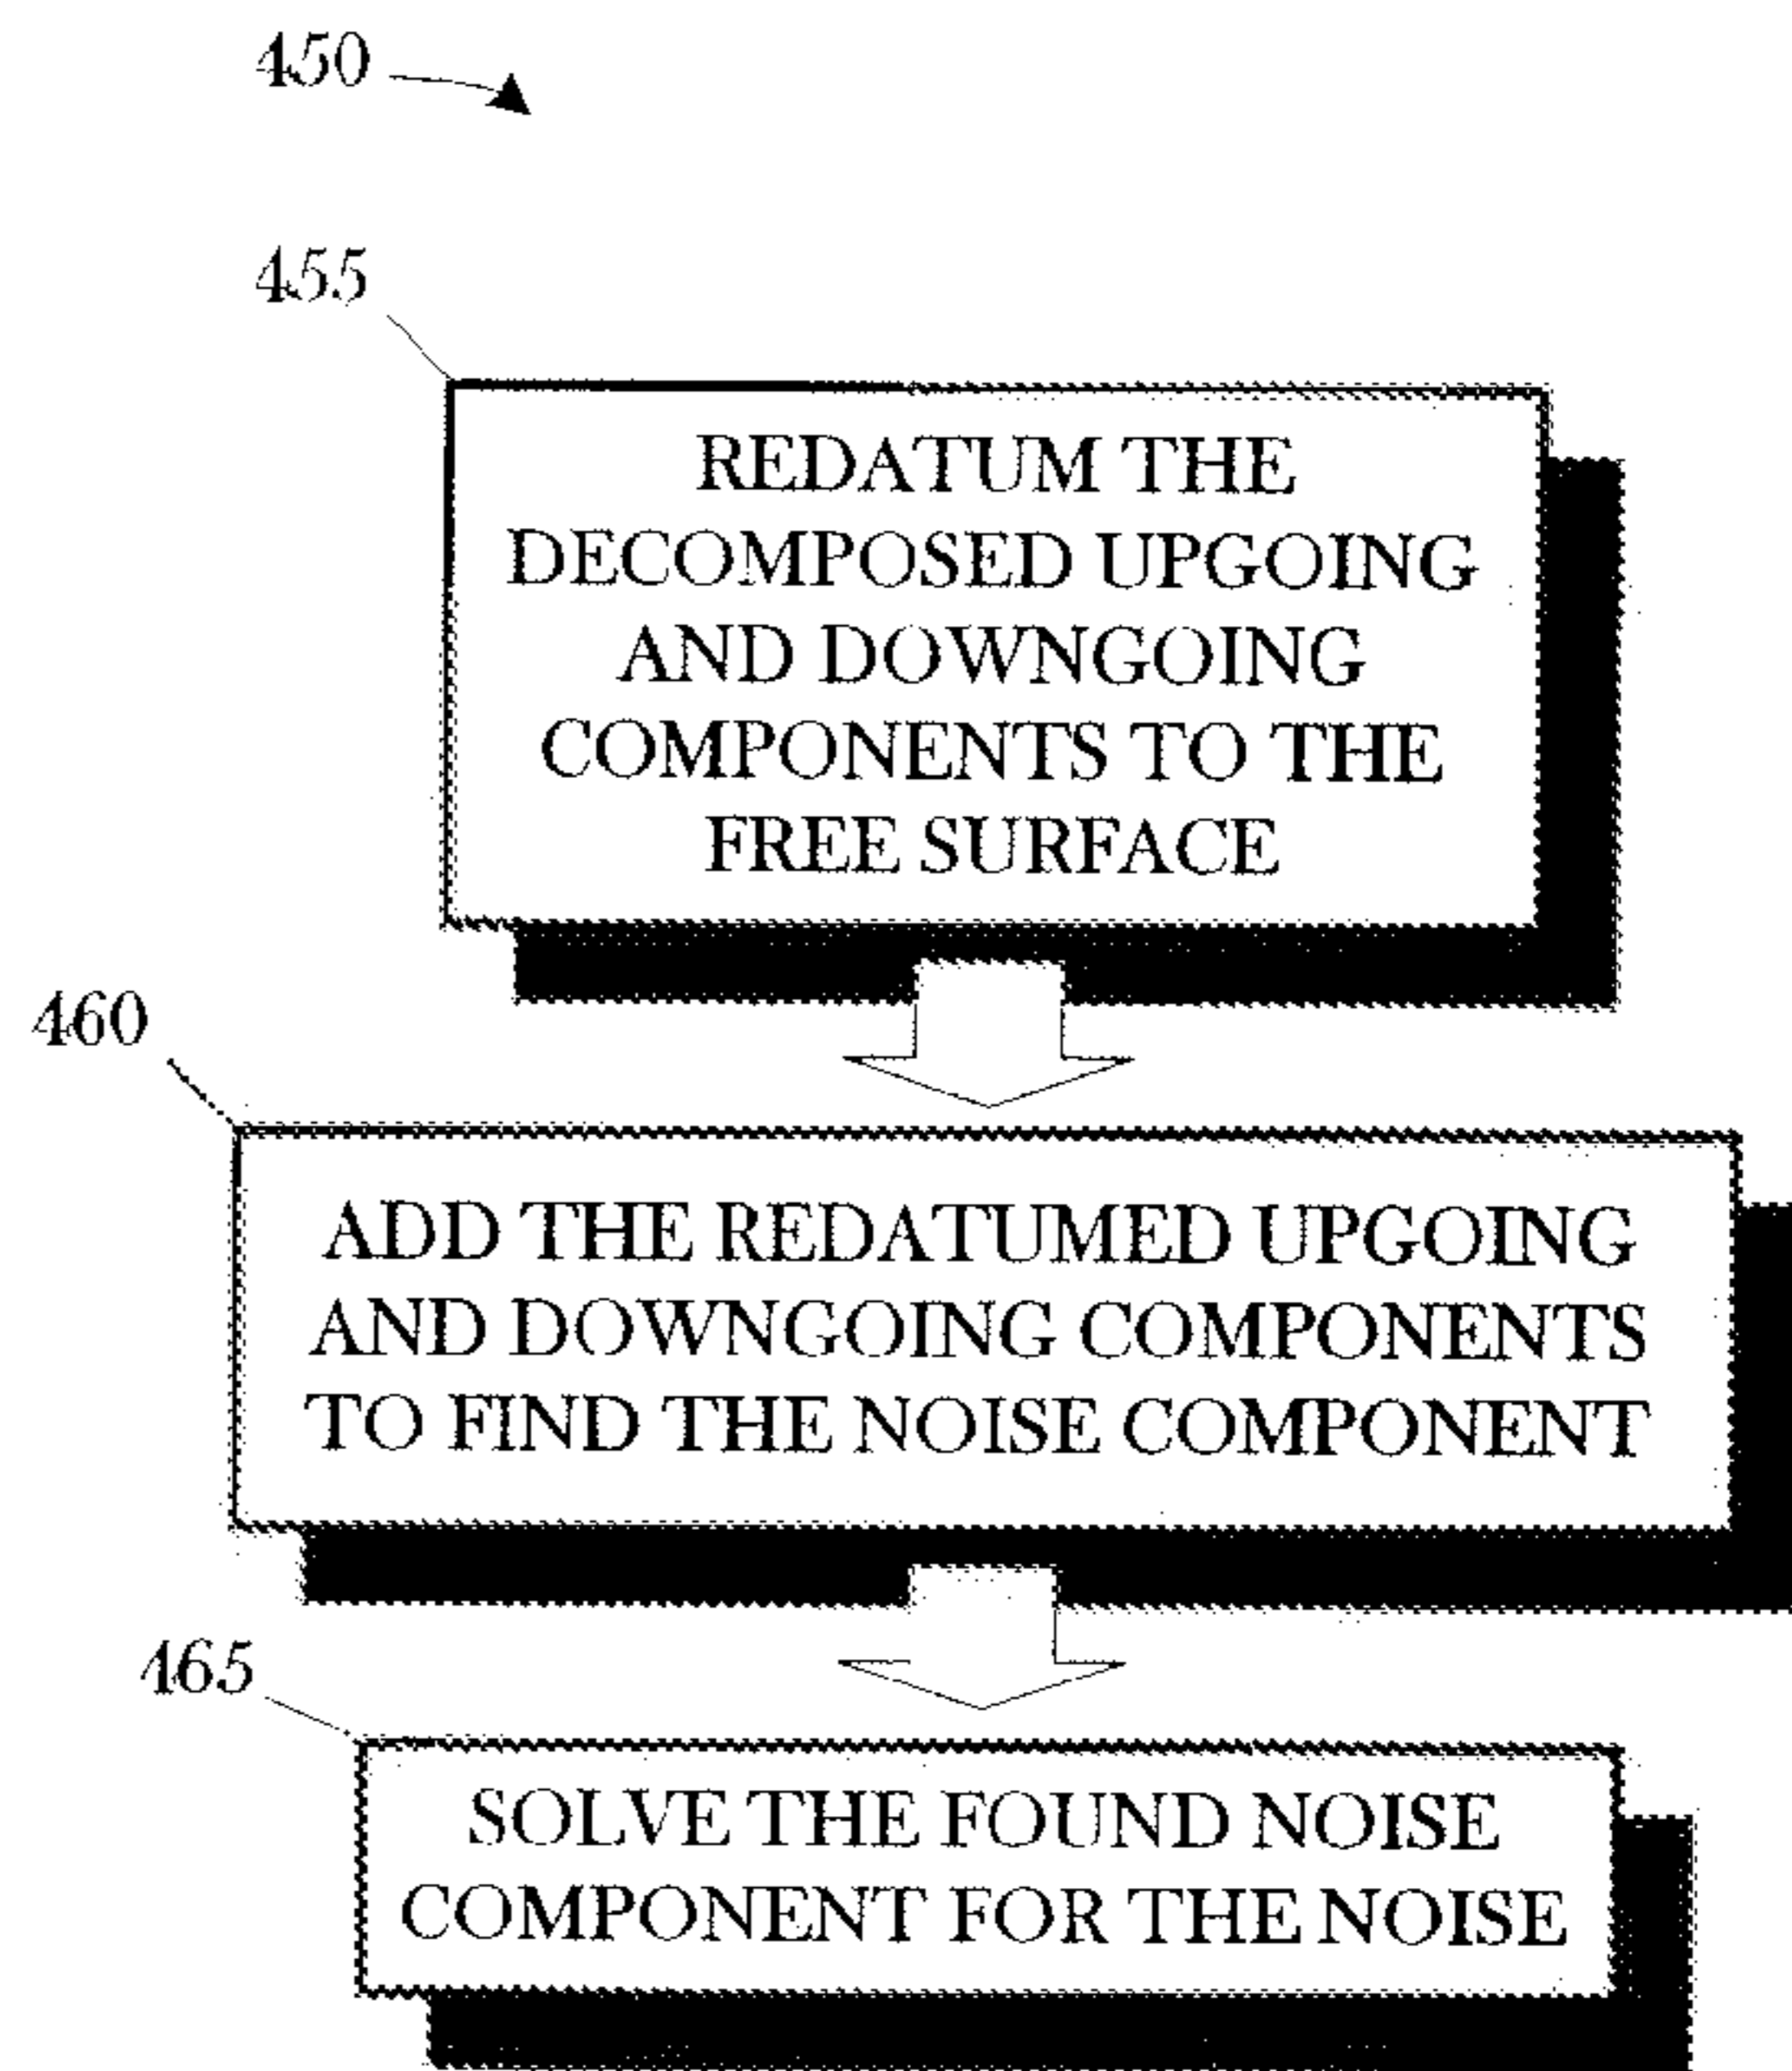 450
455
REDATUM THE
DECOMPOSED UPGOING
AND DOWNGOING
COMPONENTS TO THE
FREE SURFACE
460
ADD THE REDATUMED UPGOING
AND DOWNGOING COMPONENTS
TO FIND THE NOISE COMPONENT
465
SOLVE THE FOUND NOISE
COMPONENT FOR THE NOISE